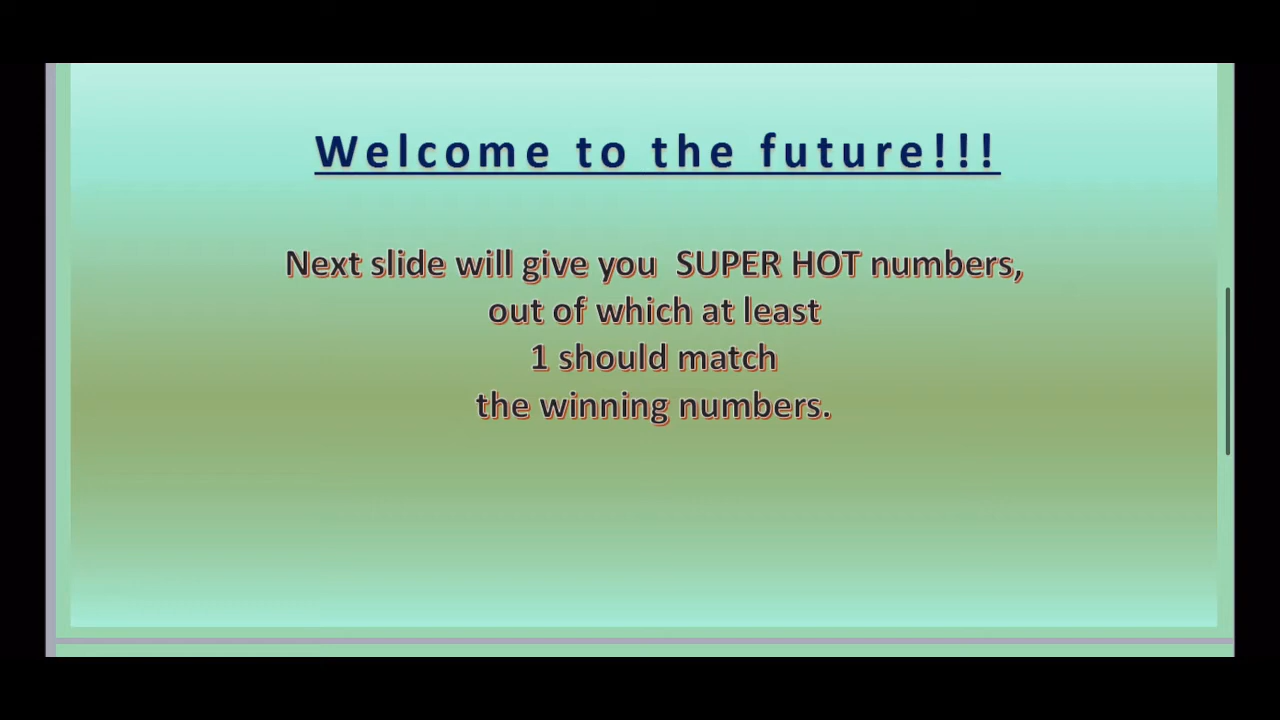 Welcome to the future!!!
Next slide will give you  SUPER HOT numbers,
out of which at least
1 should match
the winning numbers.